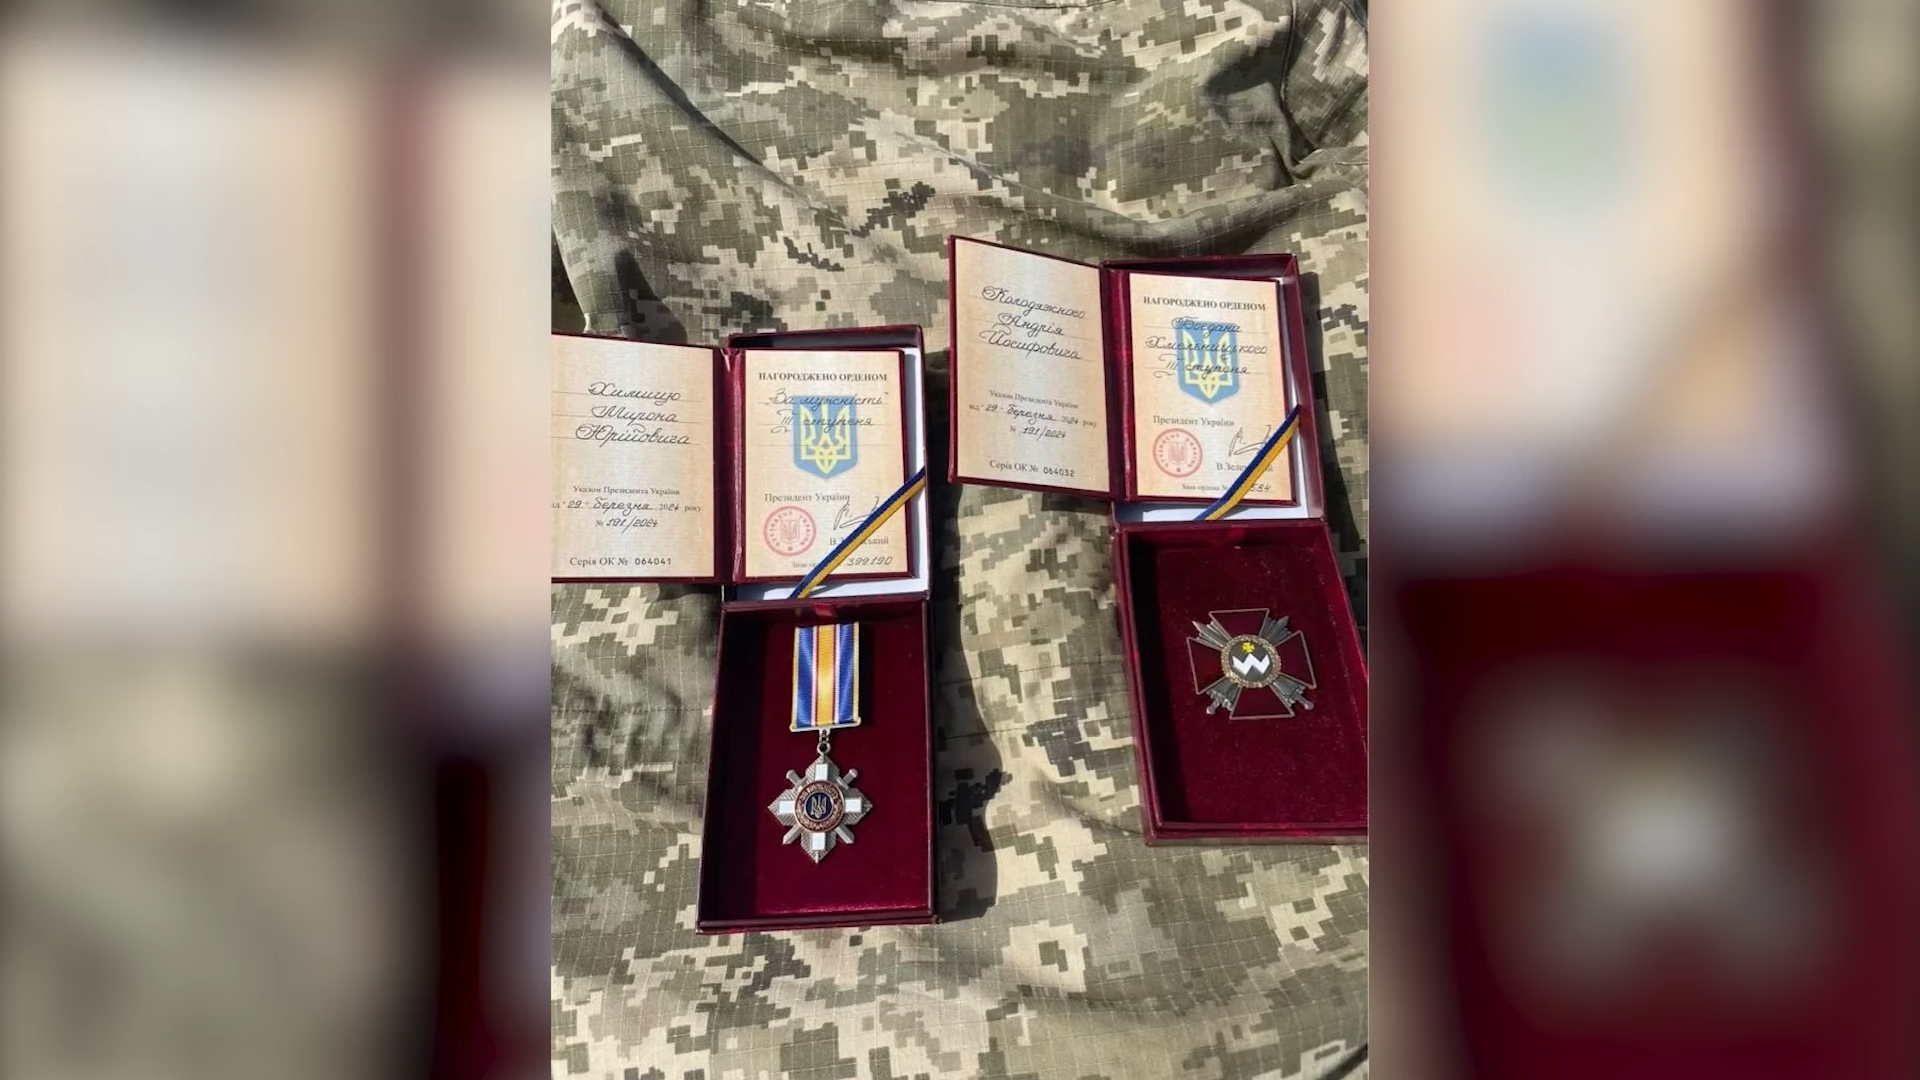 Химицю
Мирона
Юрійовича
Указом Президента України
від "29" березня 2024 року
№ 191/2024
Серія ОК № 064041
НАГОРОДЖЕНО ОРДЕНОМ
„За мужність"
III ступеня
Президент України
399190
Колодяжного
Андрія
Йосифовича
Указом Президента України
від "29" березня 2024 року
№ 191/2024
Серія ОК № 064032
НАГОРОДЖЕНО ОРДЕНОМ
Богдана
Хмельницького
III ступеня
Президент України